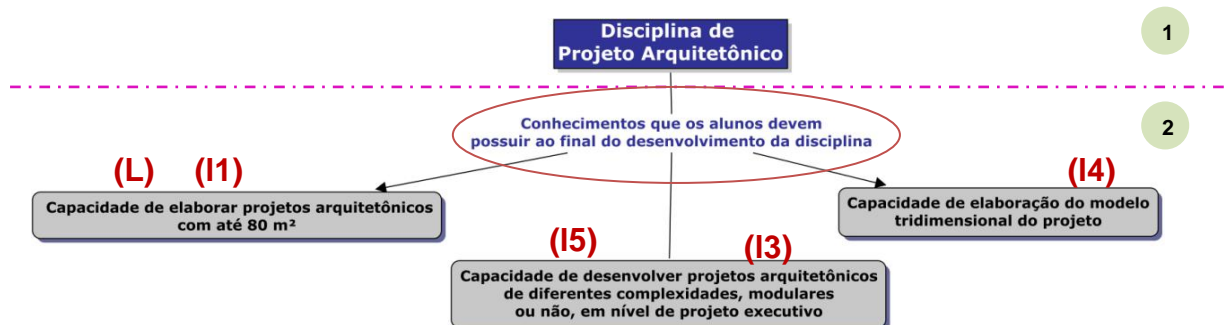 Disciplina de
Projeto Arquitetônico
1
Conhecimentos que os alunos devem
possuir ao final do desenvolvimento da disciplina
2
(L) (I1)
Capacidade de elaborar projetos arquitetônicos
com até 80 m²
(I4)
Capacidade de elaboração do modelo
tridimensional do projeto
(I5) (I3)
Capacidade de desenvolver projetos arquitetônicos
de diferentes complexidades, modulares
ou não, em nível de projeto executivo